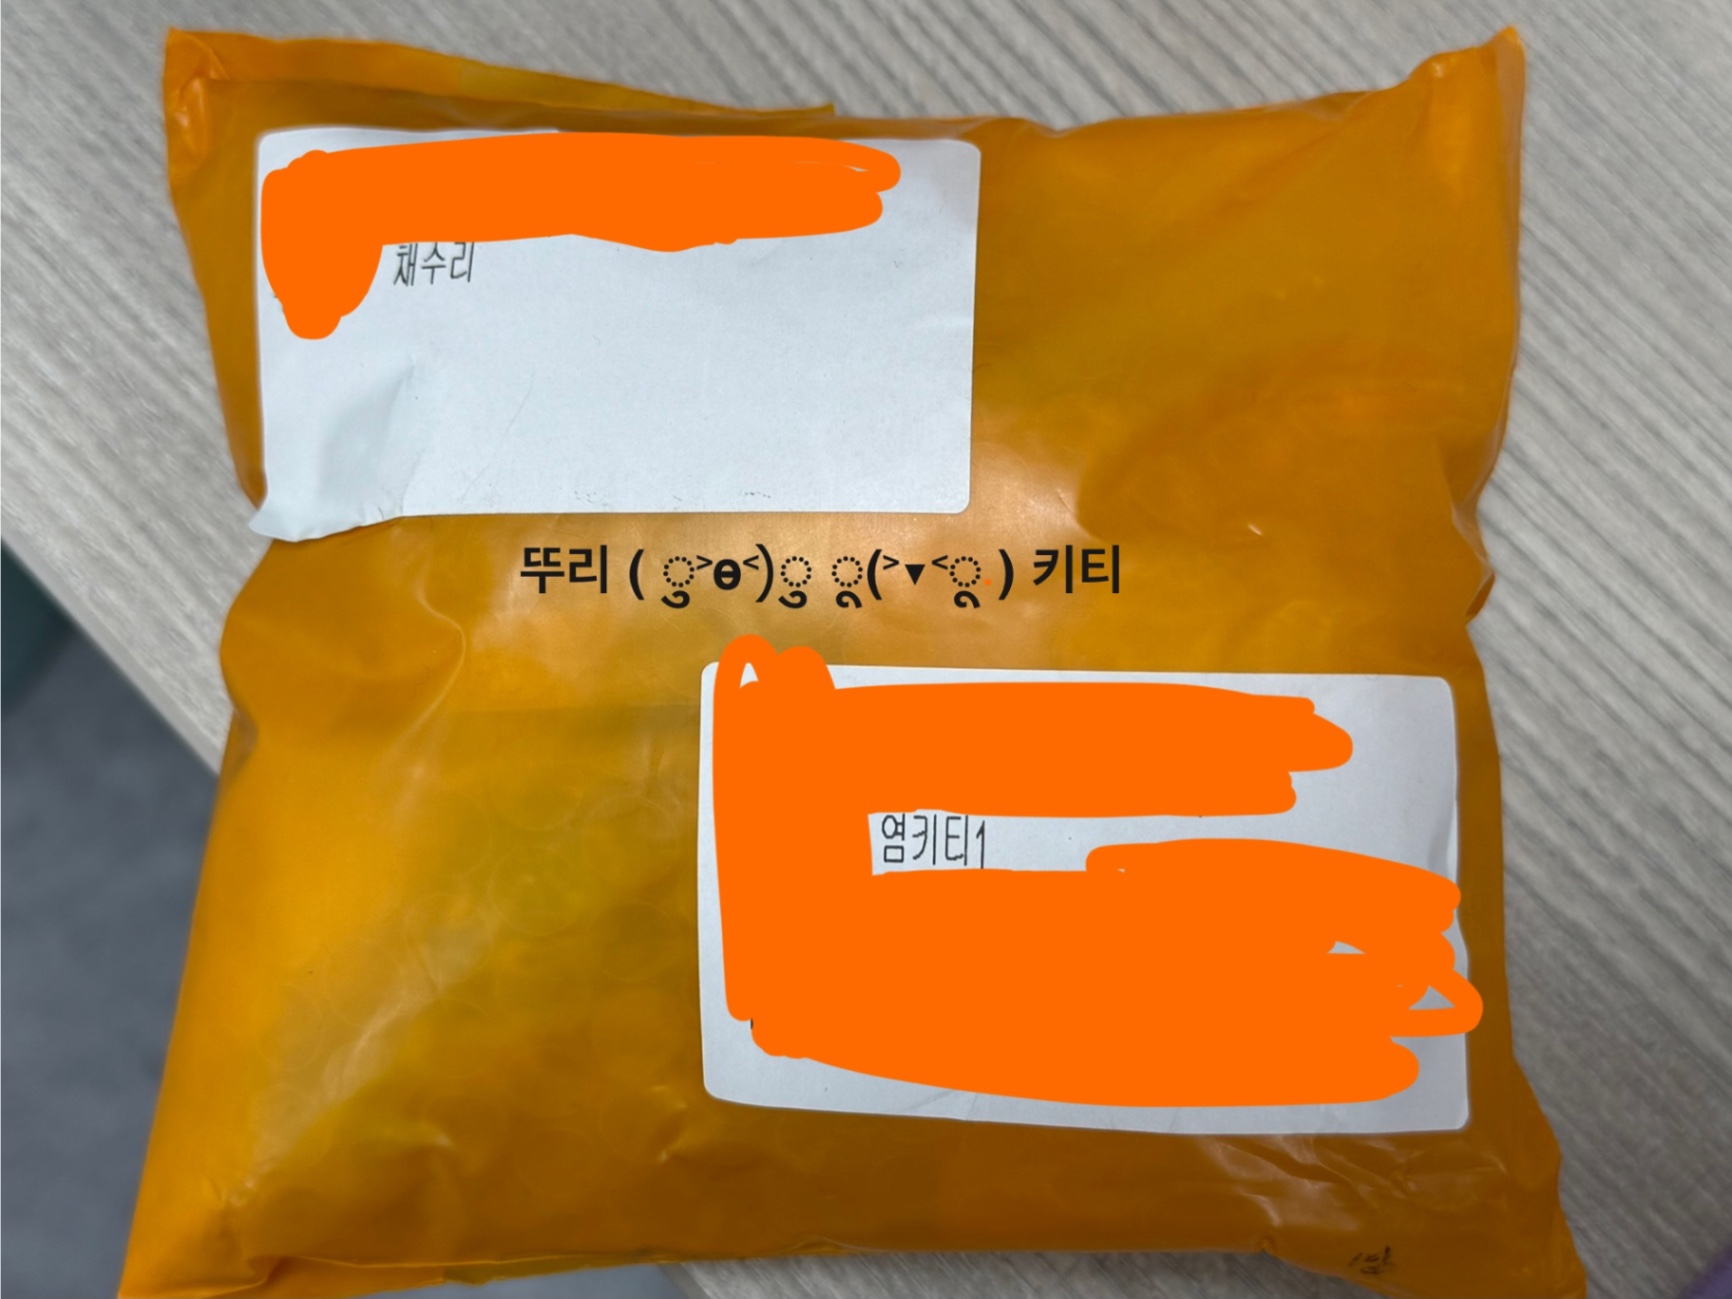 채수리
뚜리 ( ु˃ɵ˂)ु ू(˃▾˂ू ) 키티
염키티1